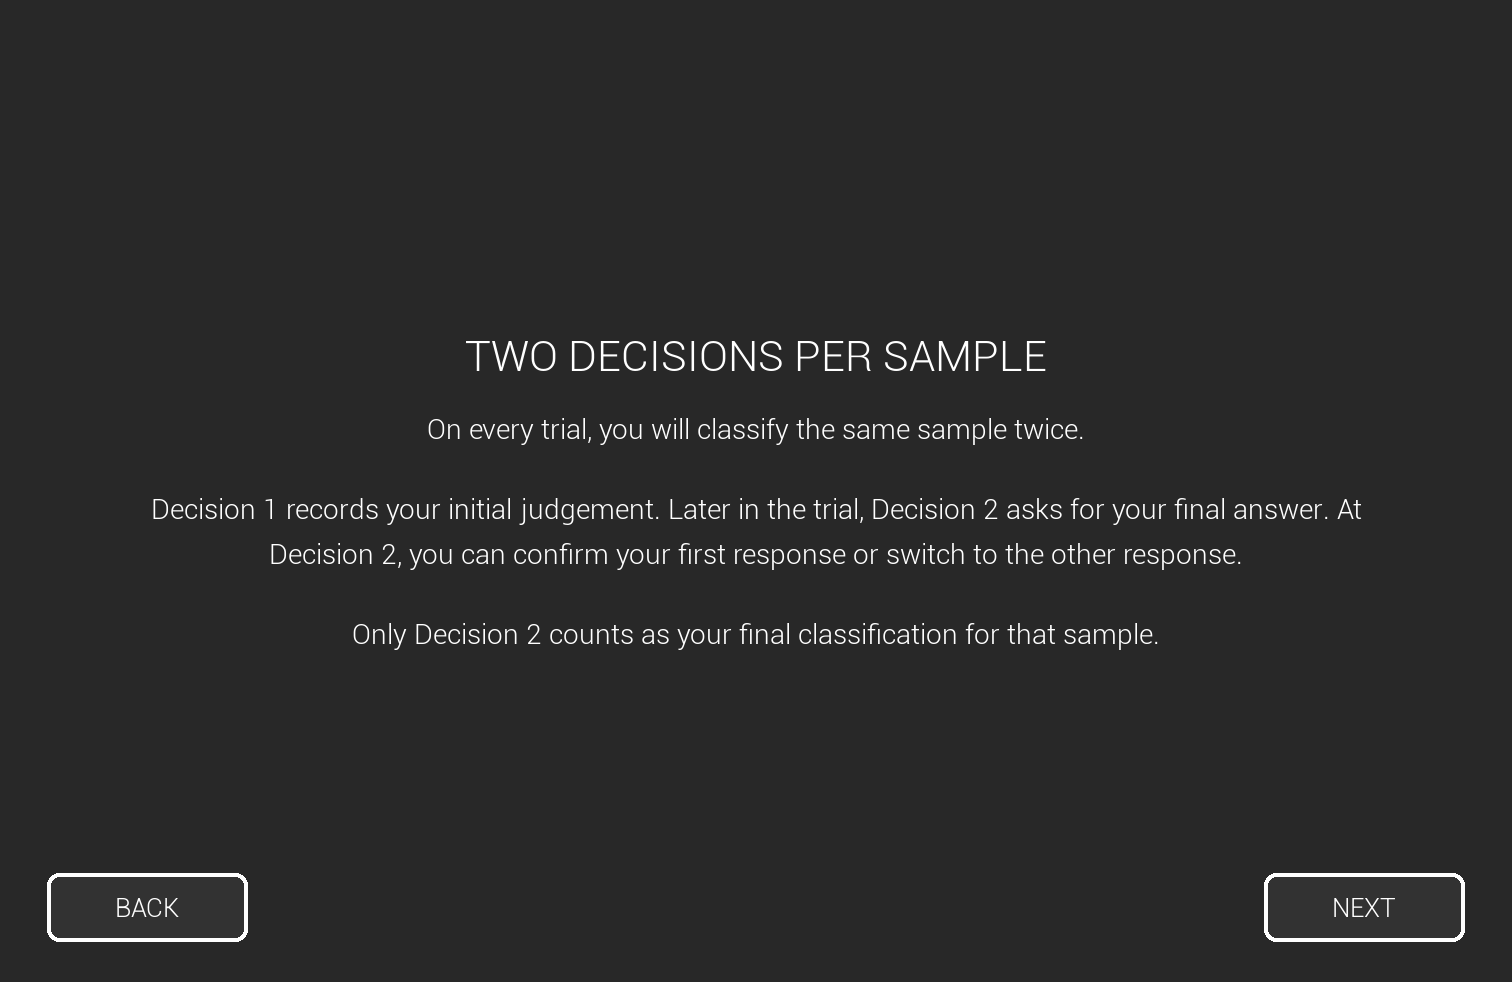 TWO DECISIONS PER SAMPLE
On every trial, you will classify the same sample twice.
Decision 1 records your initial judgement. Later in the trial, Decision 2 asks for your final answer. At
Decision 2, you can confirm your first response or switch to the other response.
Only Decision 2 counts as your final classification for that sample.
BACK
NEXT